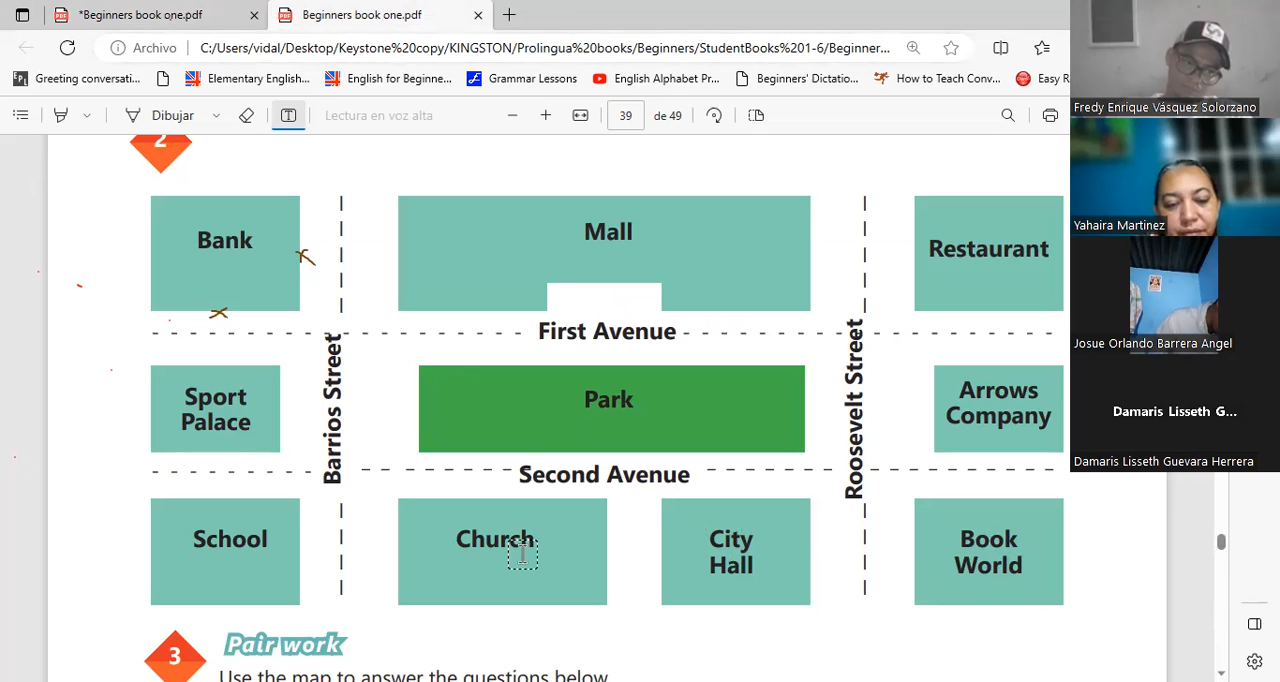 *Beginners book one.pdf
Beginners book one.pdf
Archivo
C:/Users/vidal/Desktop/Keystone%20copy/KINGSTON/Prolingua%20books/Beginners/StudentBooks%201-6/Beginner...
Greeting conversati...
Elementary English...
English for Beginne...
Grammar Lessons
English Alphabet Pr...
Beginners' Dictatio...
How to Teach Conv...
Easy R
Dibujar
Lectura en voz alta
39
de 49
2
Bank
Mall
Restaurant
First Avenue
Barrios Street
Roosevelt Street
Sport
Palace
Park
Arrows
Company
Second Avenue
School
Church
City
Hall
Book
World
3
Pair work
Use the map to answer the questions below
Fredy Enrique Vásquez Solorzano
Yahaira Martinez
Josue Orlando Barrera Angel
Damaris Lisseth G...
Damaris Lisseth Guevara Herrera